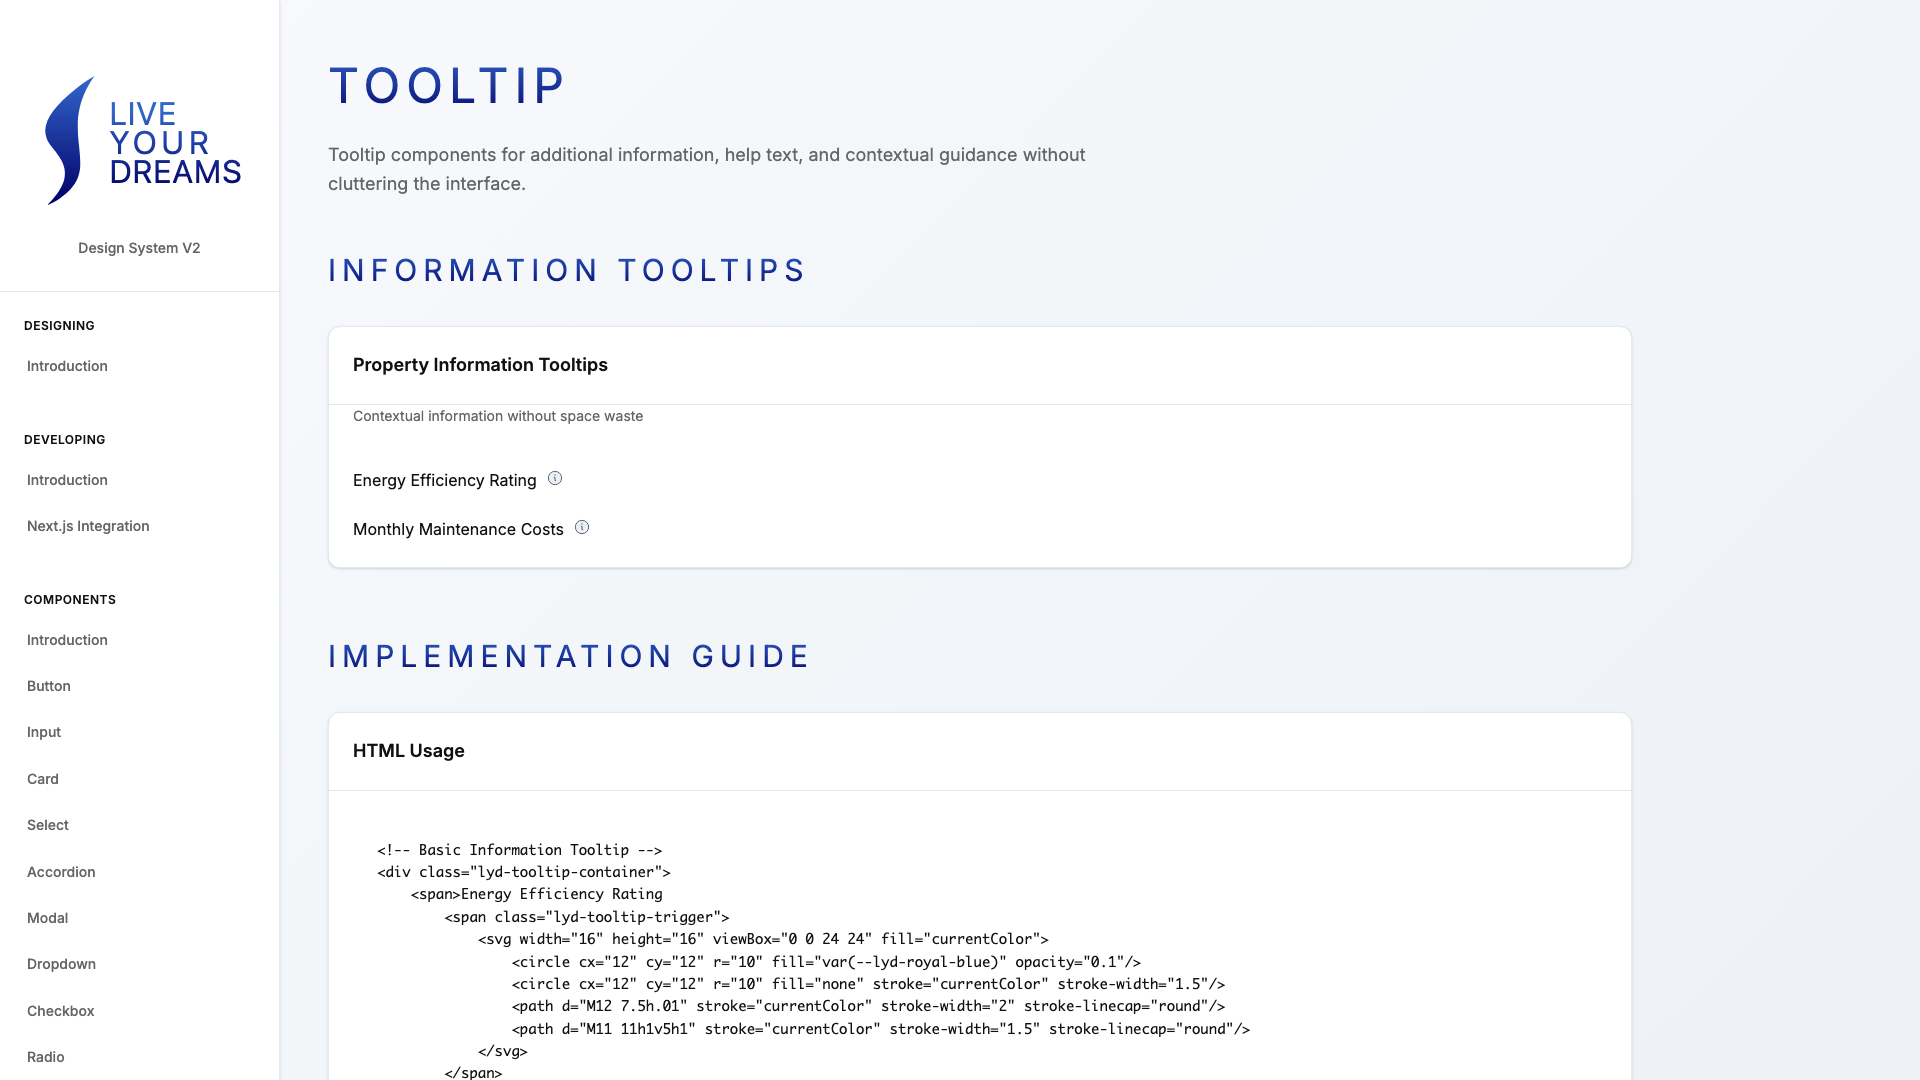 LIVE
YOUR
DREAMS
Design System V2
DESIGNING
Introduction
DEVELOPING
Introduction
Next.js Integration
COMPONENTS
Introduction
Button
Input
Card
Select
Accordion
Modal
Dropdown
Checkbox
Radio
TOOLTIP
Tooltip components for additional information, help text, and contextual guidance without
cluttering the interface.
INFORMATION TOOLTIPS
Property Information Tooltips
Contextual information without space waste
Energy Efficiency Rating
Monthly Maintenance Costs
IMPLEMENTATION GUIDE
HTML Usage
<!-- Basic Information Tooltip -->
<div class="lyd-tooltip-container">
    <span>Energy Efficiency Rating
        <span class="lyd-tooltip-trigger">
            <svg width="16" height="16" viewBox="0 0 24 24" fill="currentColor">
                <circle cx="12" cy="12" r="10" fill="var(--lyd-royal-blue)" opacity="0.1"/>
                <circle cx="12" cy="12" r="10" fill="none" stroke="currentColor" stroke-width="1.5"/>
                <path d="M12 7.5h.01" stroke="currentColor" stroke-width="2" stroke-linecap="round"/>
                <path d="M11 11h1v5h1" stroke="currentColor" stroke-width="1.5" stroke-linecap="round"/>
            </svg>
        </span>